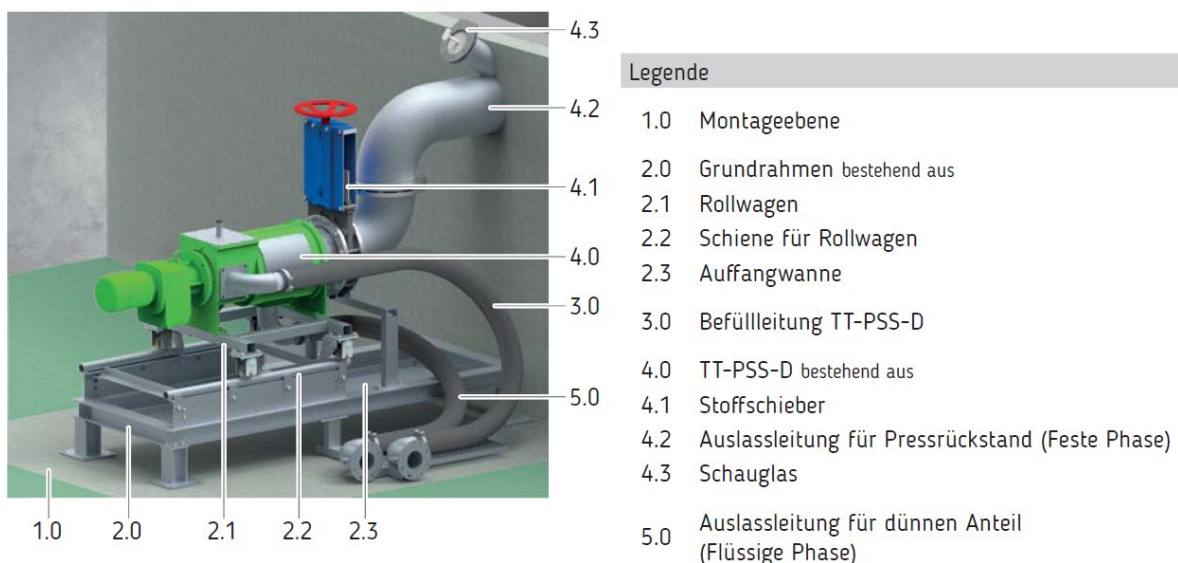 4.3
4.2
4.1
4.0
3.0
5.0
1.0 2.0 2.1 2.2 2.3
Legende
1.0 Montageebene
2.0 Grundrahmen bestehend aus
2.1 Rollwagen
2.2 Schiene für Rollwagen
2.3 Auffangwanne
3.0 Befüllleitung TT-PSS-D
4.0 TT-PSS-D bestehend aus
4.1 Stoffschieber
4.2 Auslassleitung für Pressrückstand (Feste Phase)
4.3 Schauglas
5.0 Auslassleitung für dünnen Anteil
(Flüssige Phase)